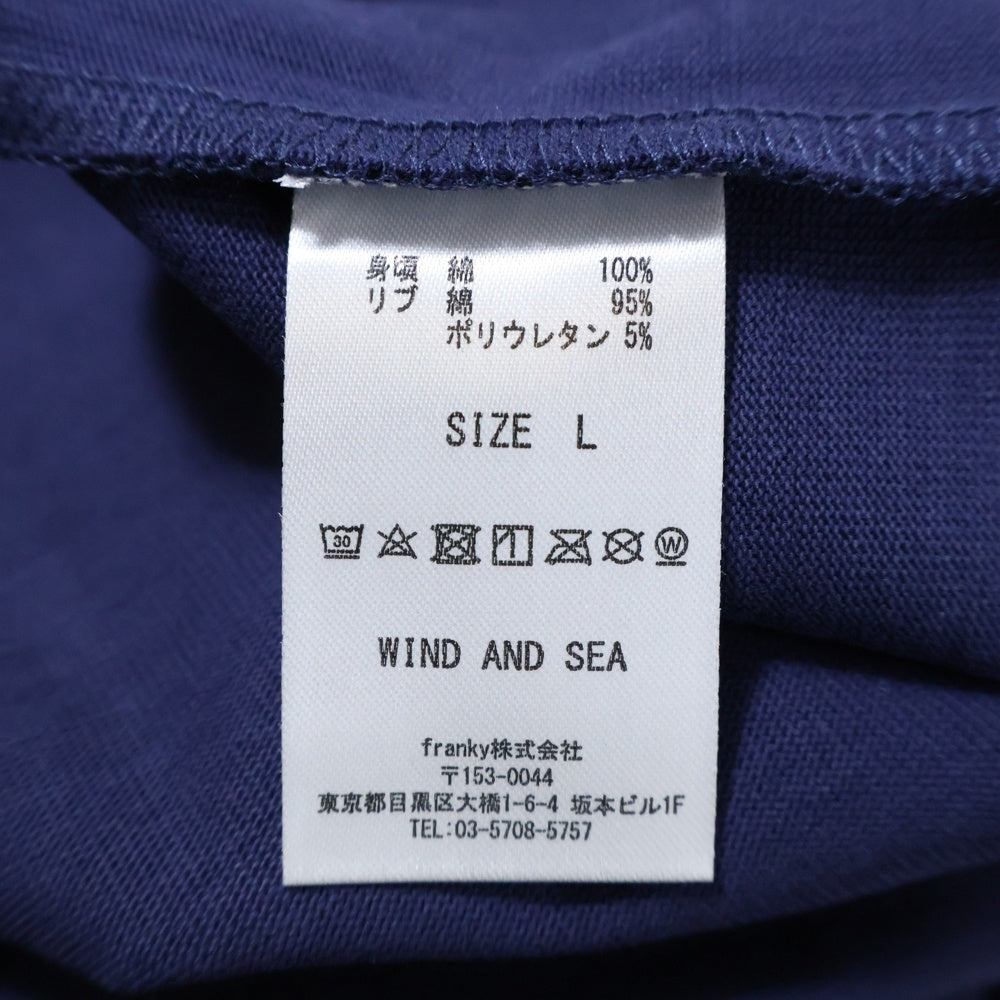 身頃 綿 100%
リブ 綿 95%
ポリウレタン 5%
SIZE L
30 W
WIND AND SEA
franky株式会社
〒153-0044
東京都目黒区大橋1-6-4 坂本ビル1F
TEL:03-5708-5757